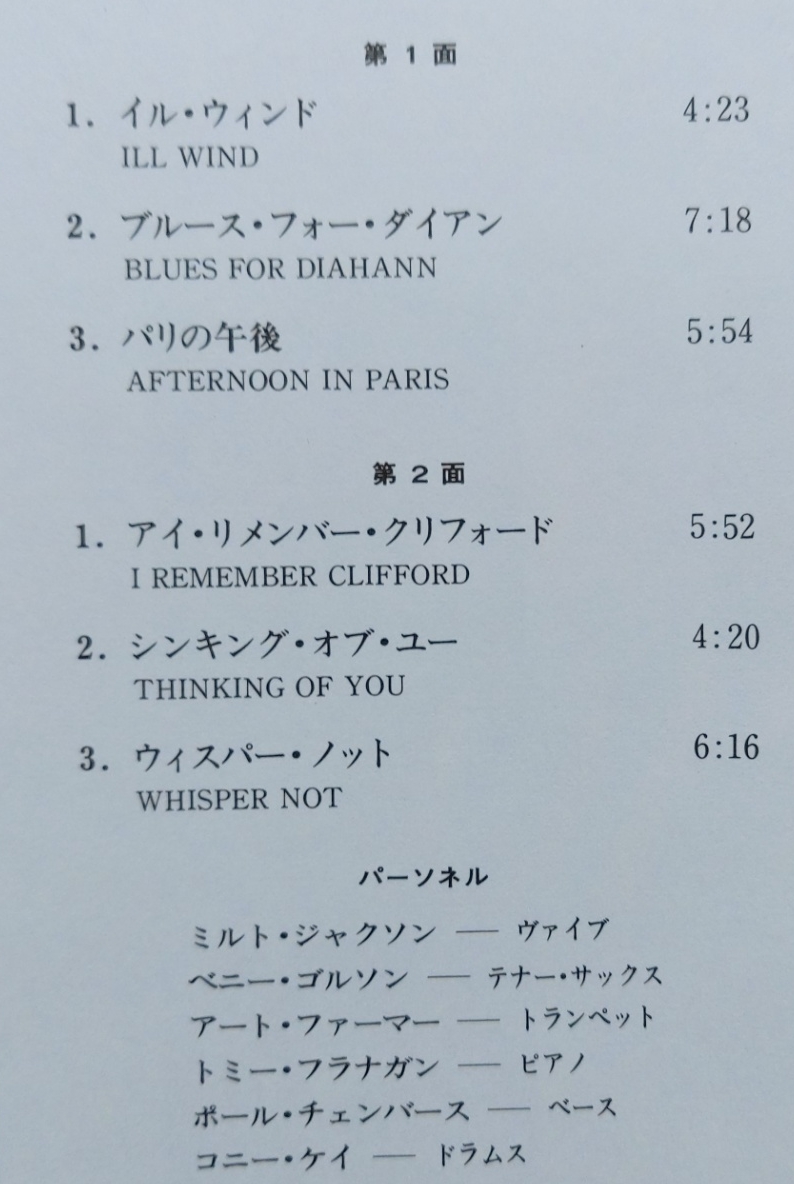 第 1 面
1. イル・ウィンド 4:23
ILL WIND
2. ブルース・フォー・ダイアン 7:18
BLUES FOR DIAHANN
3. パリの午後 5:54
AFTERNOON IN PARIS
第 2 面
1. アイ・リメンバー・クリフォード 5:52
I REMEMBER CLIFFORD
2. シンキング・オブ・ユー 4:20
THINKING OF YOU
3. ウィスパー・ノット 6:16
WHISPER NOT
パーソネル
ミルト・ジャクソン ── ヴァイブ
ベニー・ゴルソン ── テナー・サックス
アート・ファーマー ── トランペット
トミー・フラナガン ── ピアノ
ポール・チェンバース ── ベース
コニー・ケイ ── ドラムス